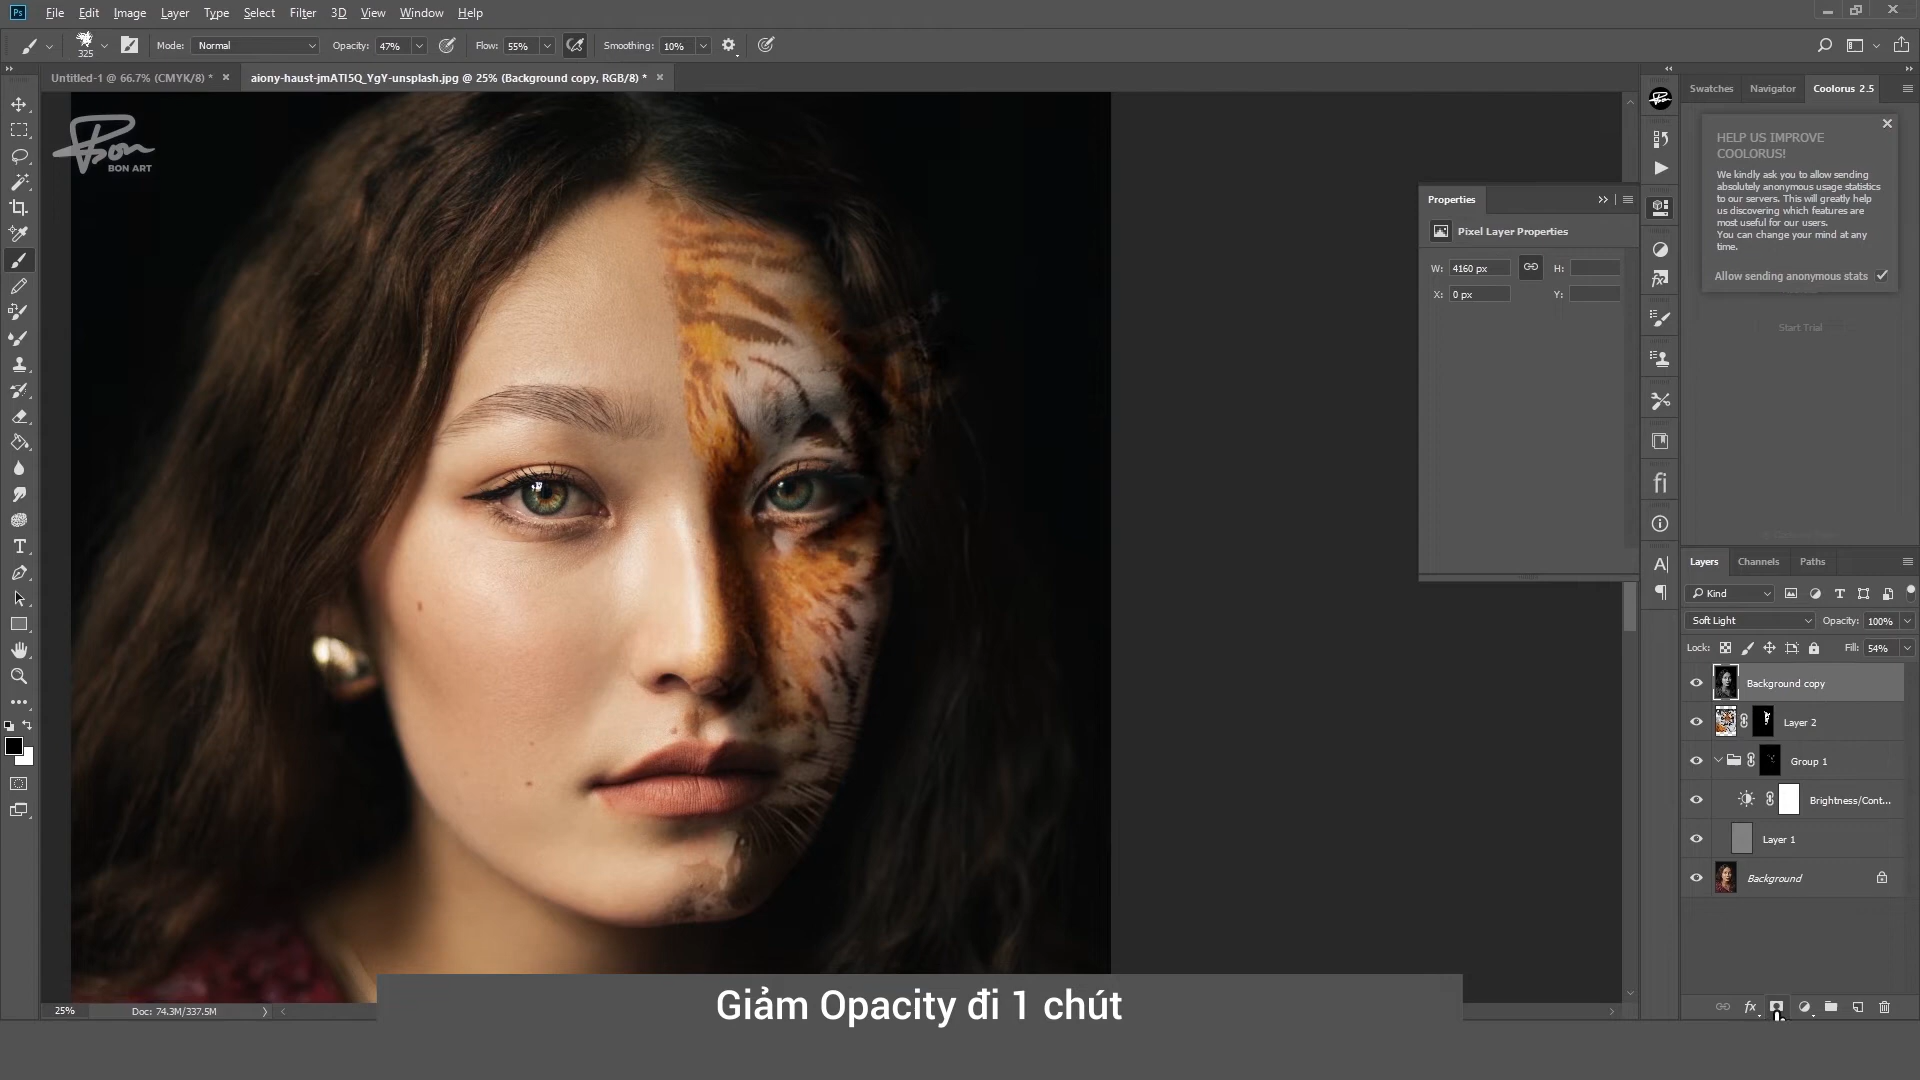 Ps File Edit Image Layer Type Select Filter 3D View Window Help
325 Mode: Normal Opacity: 47% Flow: 55% Smoothing: 10%
Untitled-1 @ 66.7% (CMYK/8) * × aiony-haust-jmATI5Q_YgY-unsplash.jpg @ 25% (Background copy, RGB/8) * ×
Swatches Navigator Coolorus 2.5
Bon
BON ART
HELP US IMPROVE
COOLORUS!
We kindly ask you to allow sending
absolutely anonymous usage statistics
to our servers. This will greatly help
us discovering which features are
most useful for our users.
You can change your mind at any
time.
Allow sending anonymous stats
Start Trial
Properties
Pixel Layer Properties
W: 4160 px H:
X: 0 px Y:
Layers Channels Paths
Kind
Soft Light Opacity: 100%
Lock: Fill: 54%
Background copy
Layer 2
Group 1
Brightness/Cont...
Layer 1
Background
Giảm Opacity đi 1 chút
25% Doc: 74.3M/337.5M
fx